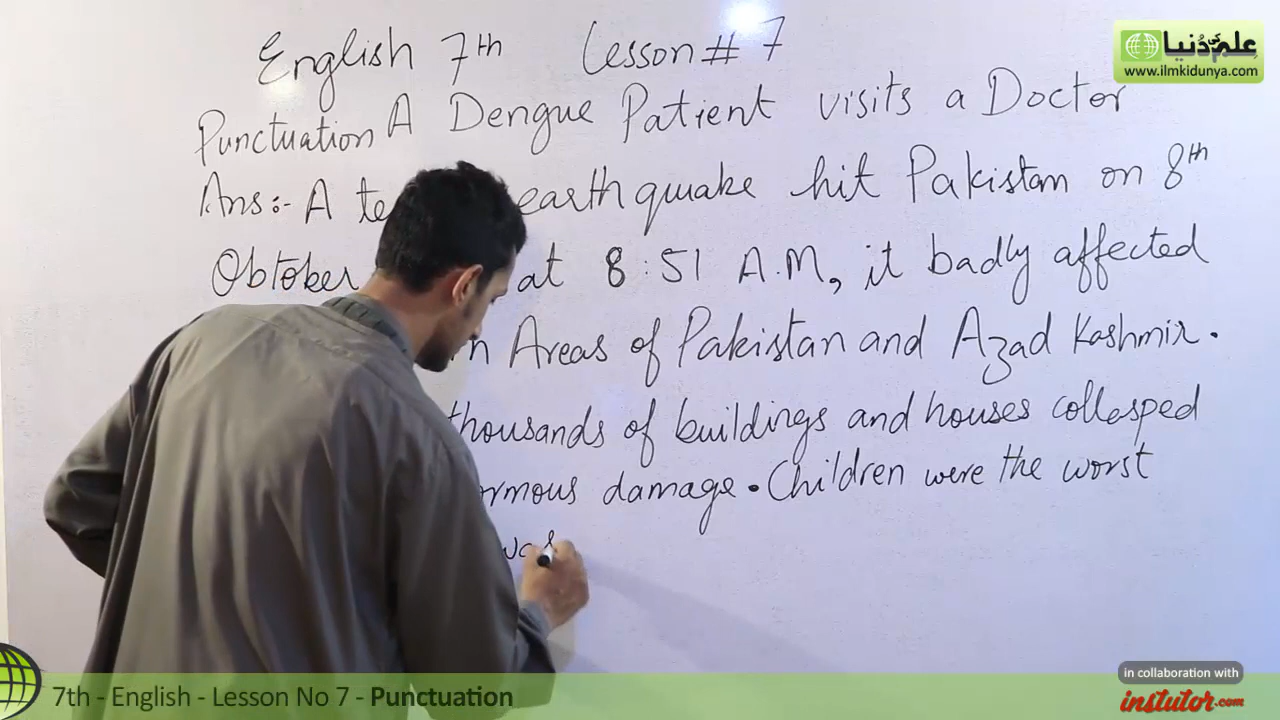 English 7th Lesson # 7
Punctuation A Dengue Patient visits a Doctor
Ans:- A earthquake hit Pakistan on 8th
Obtober at 8:51 A.M, it badly affected
Areas of Pakistan and Azad Kashmir.
thousands of buildings and houses collesped
damage. Children were the worst
علم کی دُنیا
www.ilmkidunya.com
7th - English - Lesson No 7 - Punctuation
in collaboration with
instutor.com